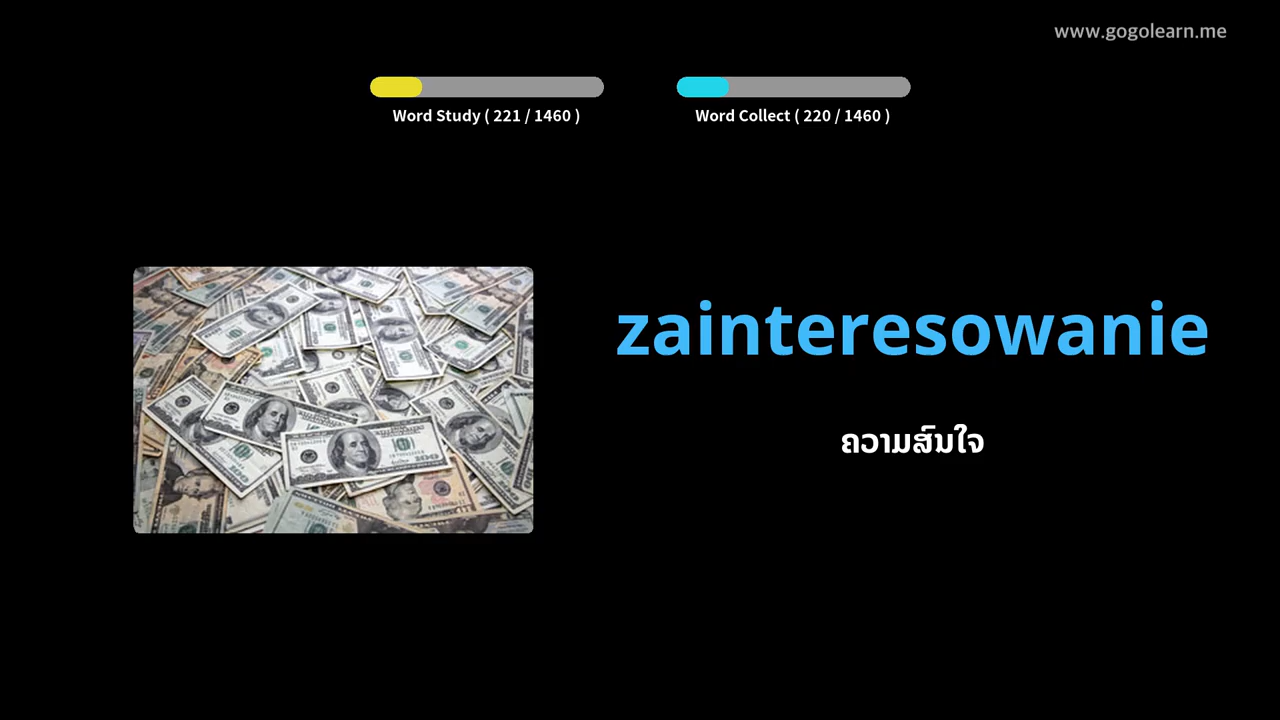 www.gogolearn.me
Word Study ( 221 / 1460 )
Word Collect ( 220 / 1460 )
zainteresowanie
ຄວາມສົນໃຈ
100